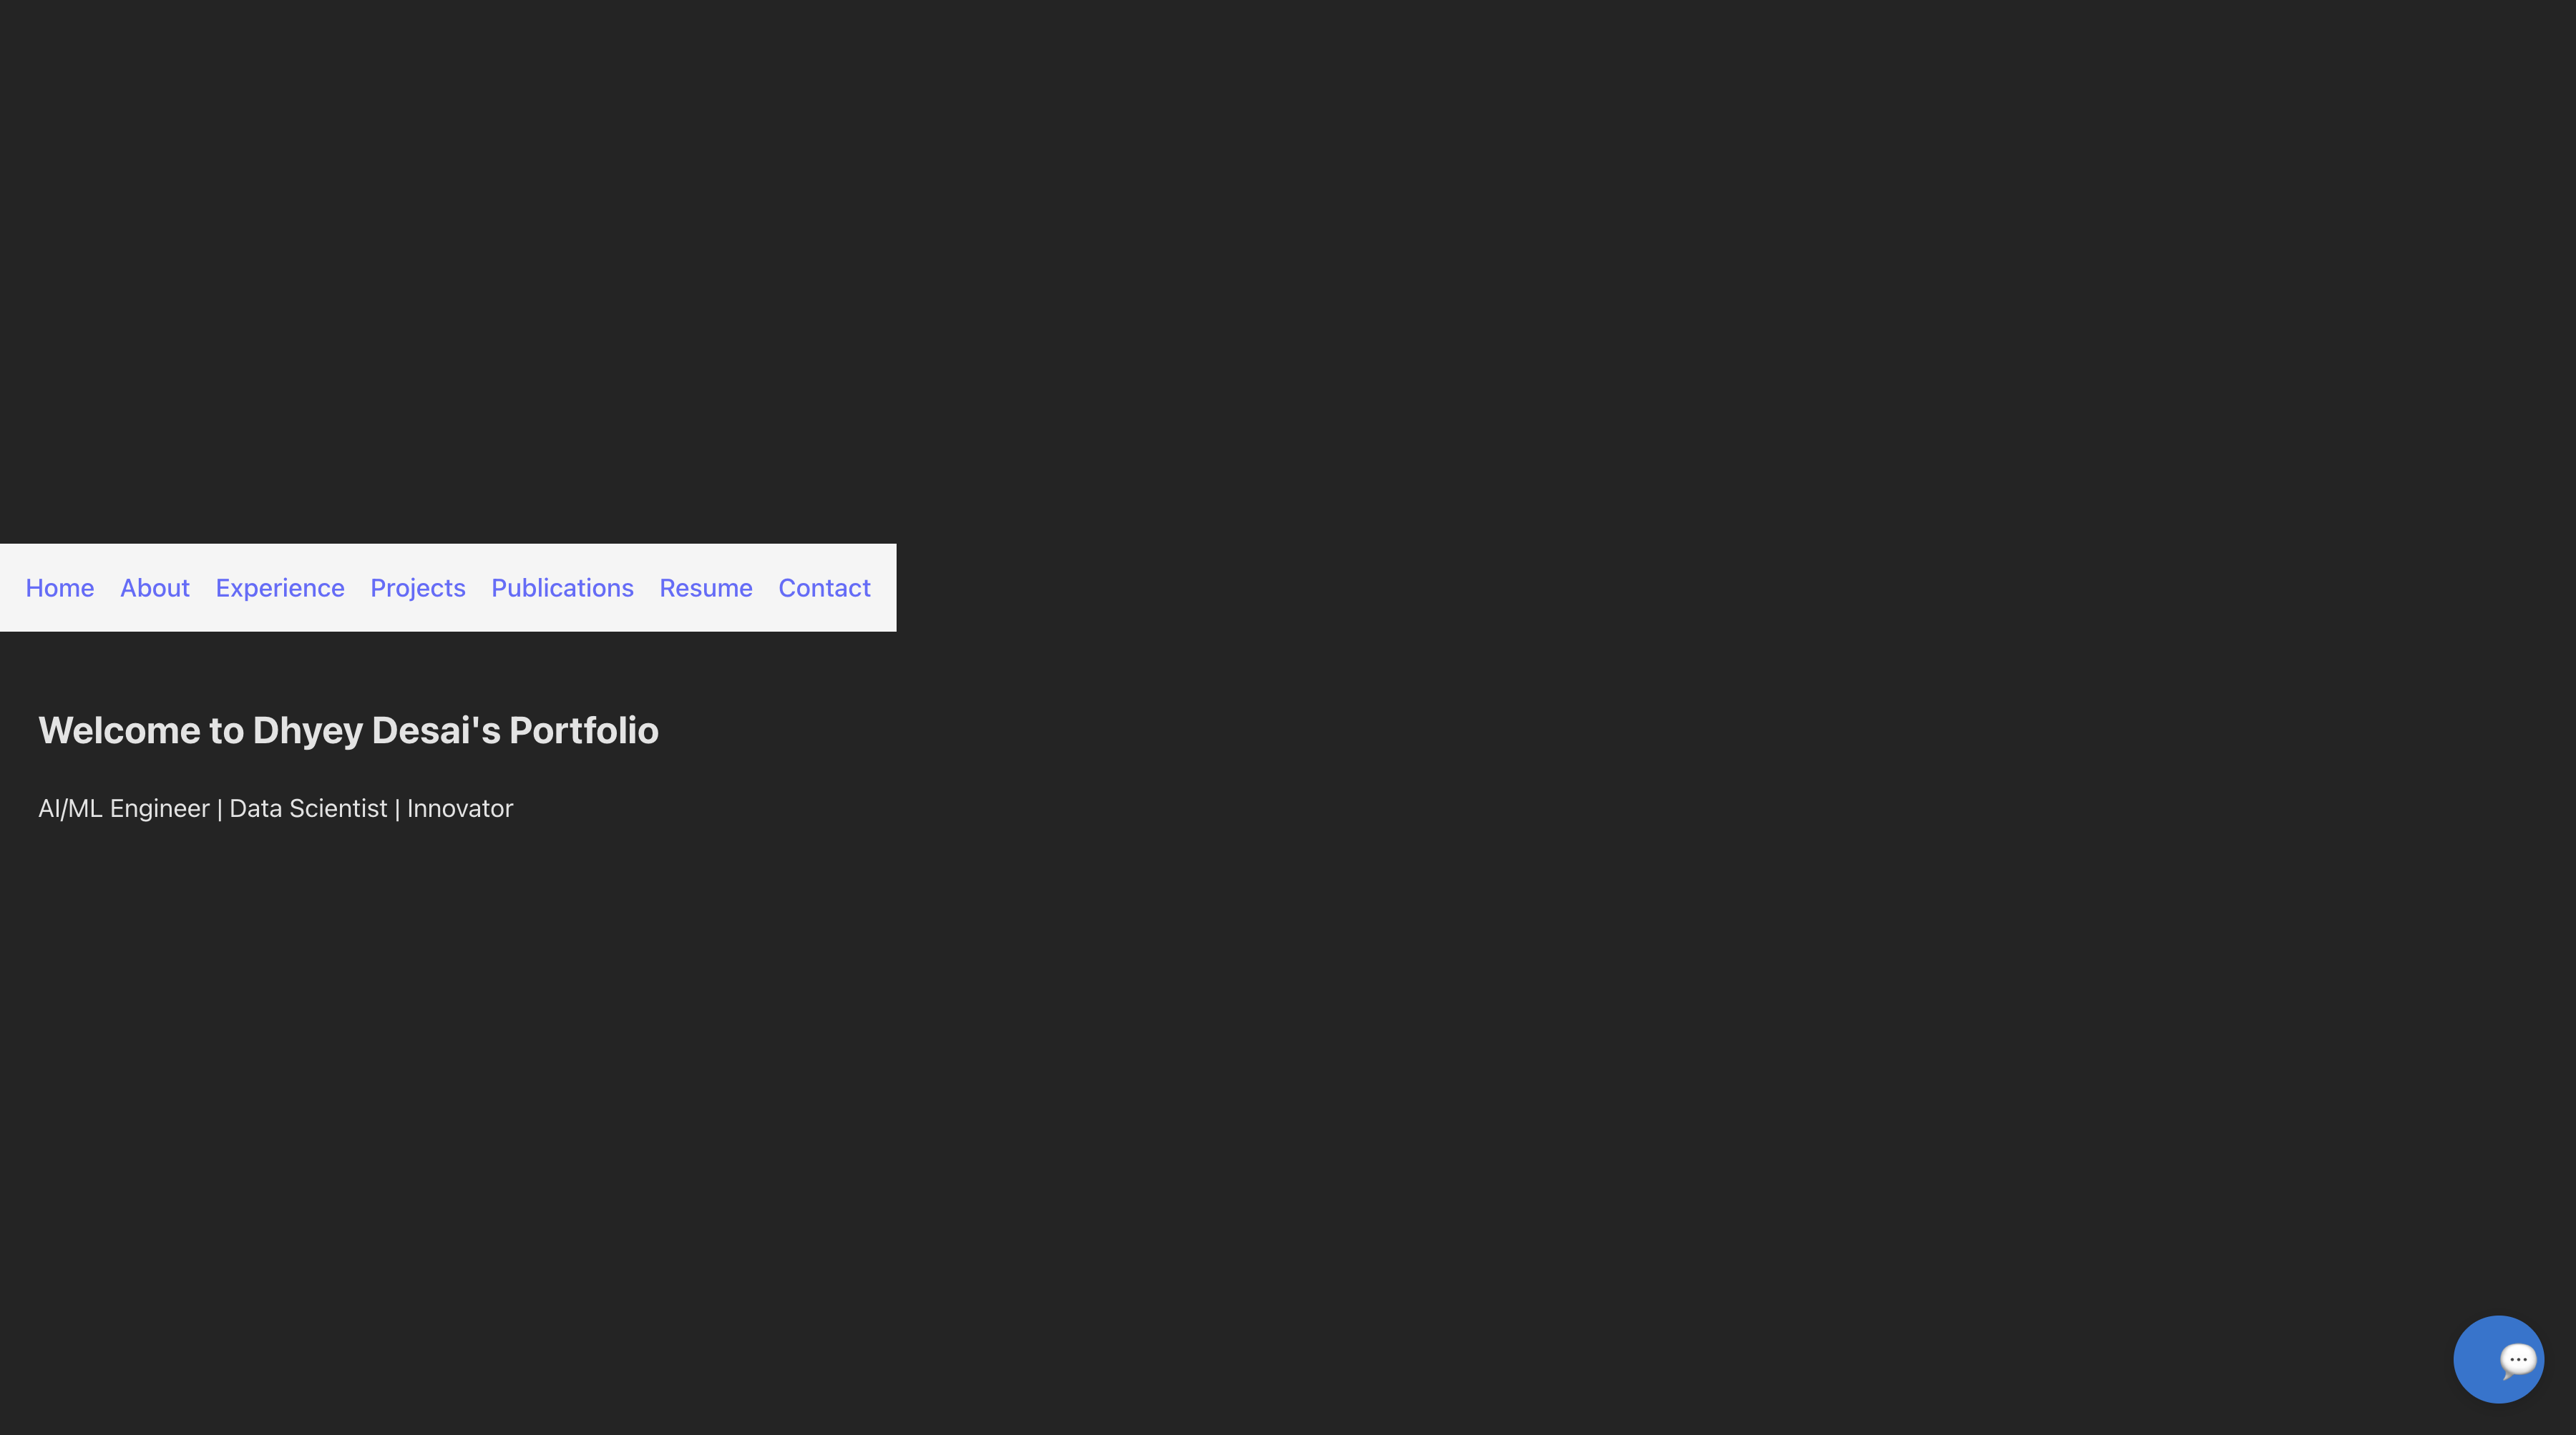 Home About Experience Projects Publications Resume Contact
Welcome to Dhyey Desai's Portfolio
AI/ML Engineer | Data Scientist | Innovator